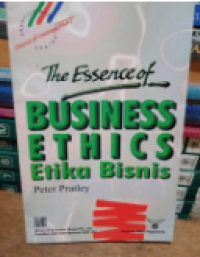 The Essence of
BUSINESS
ETHICS
Etika Bisnis
Peter Pratley